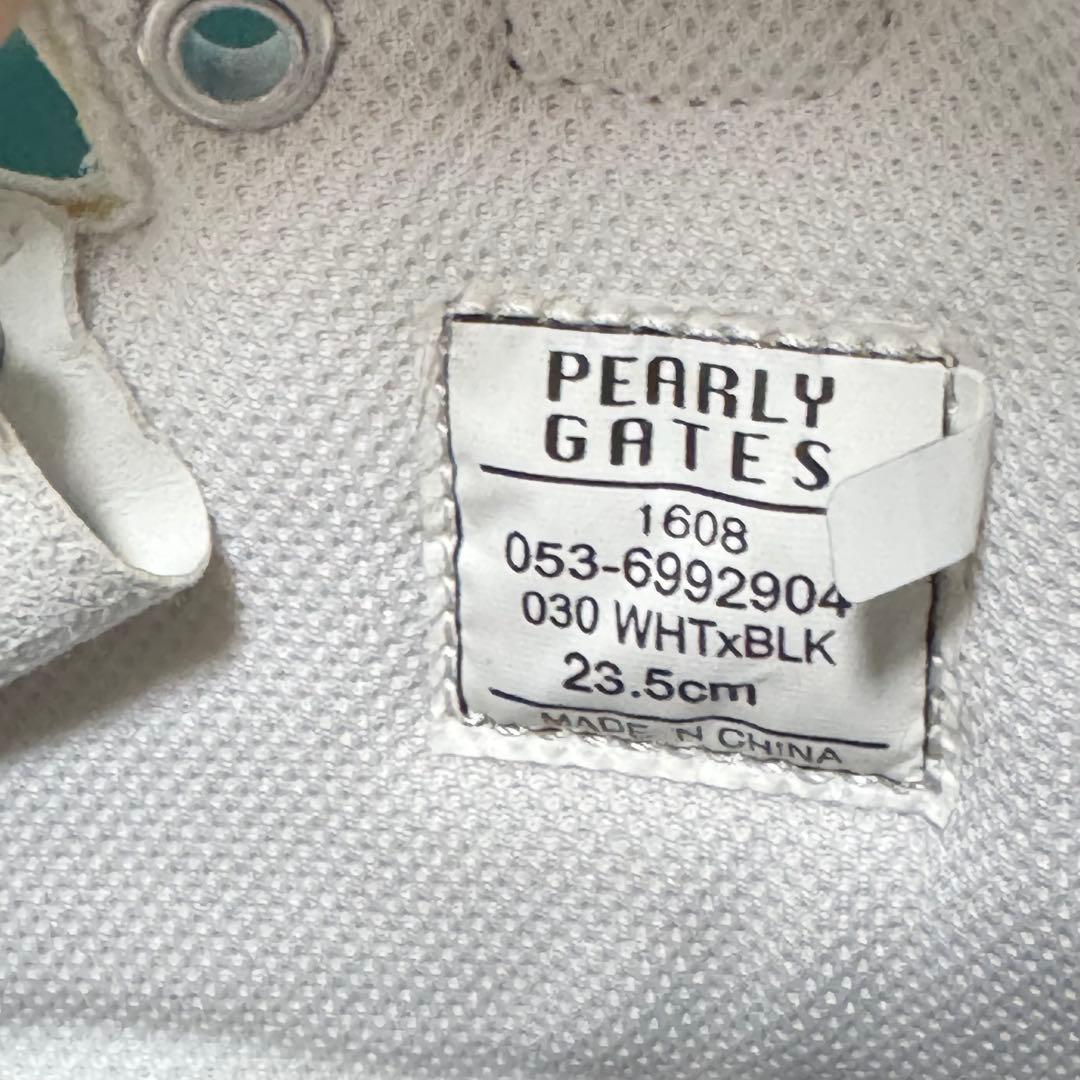 PEARLY
GATES
1608
053-6992904
030 WHTxBLK
23.5cm
MADE IN CHINA